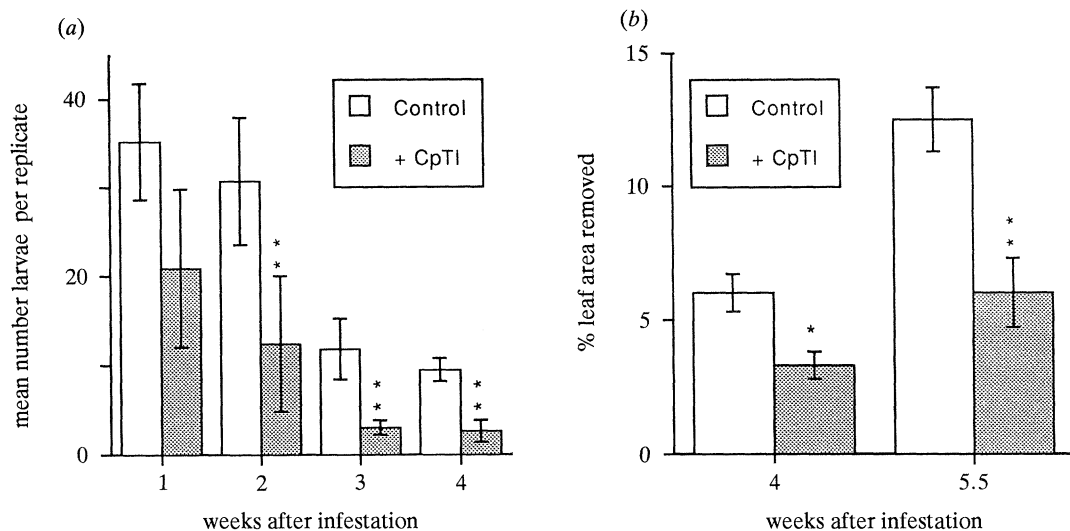 (a)
mean number larvae per replicate
40
20
0
Control
+ CpTI
* *
* *
* *
1 2 3 4
weeks after infestation
(b)
% leaf area removed
15
10
5
0
Control
+ CpTI
*
* *
4 5.5
weeks after infestation